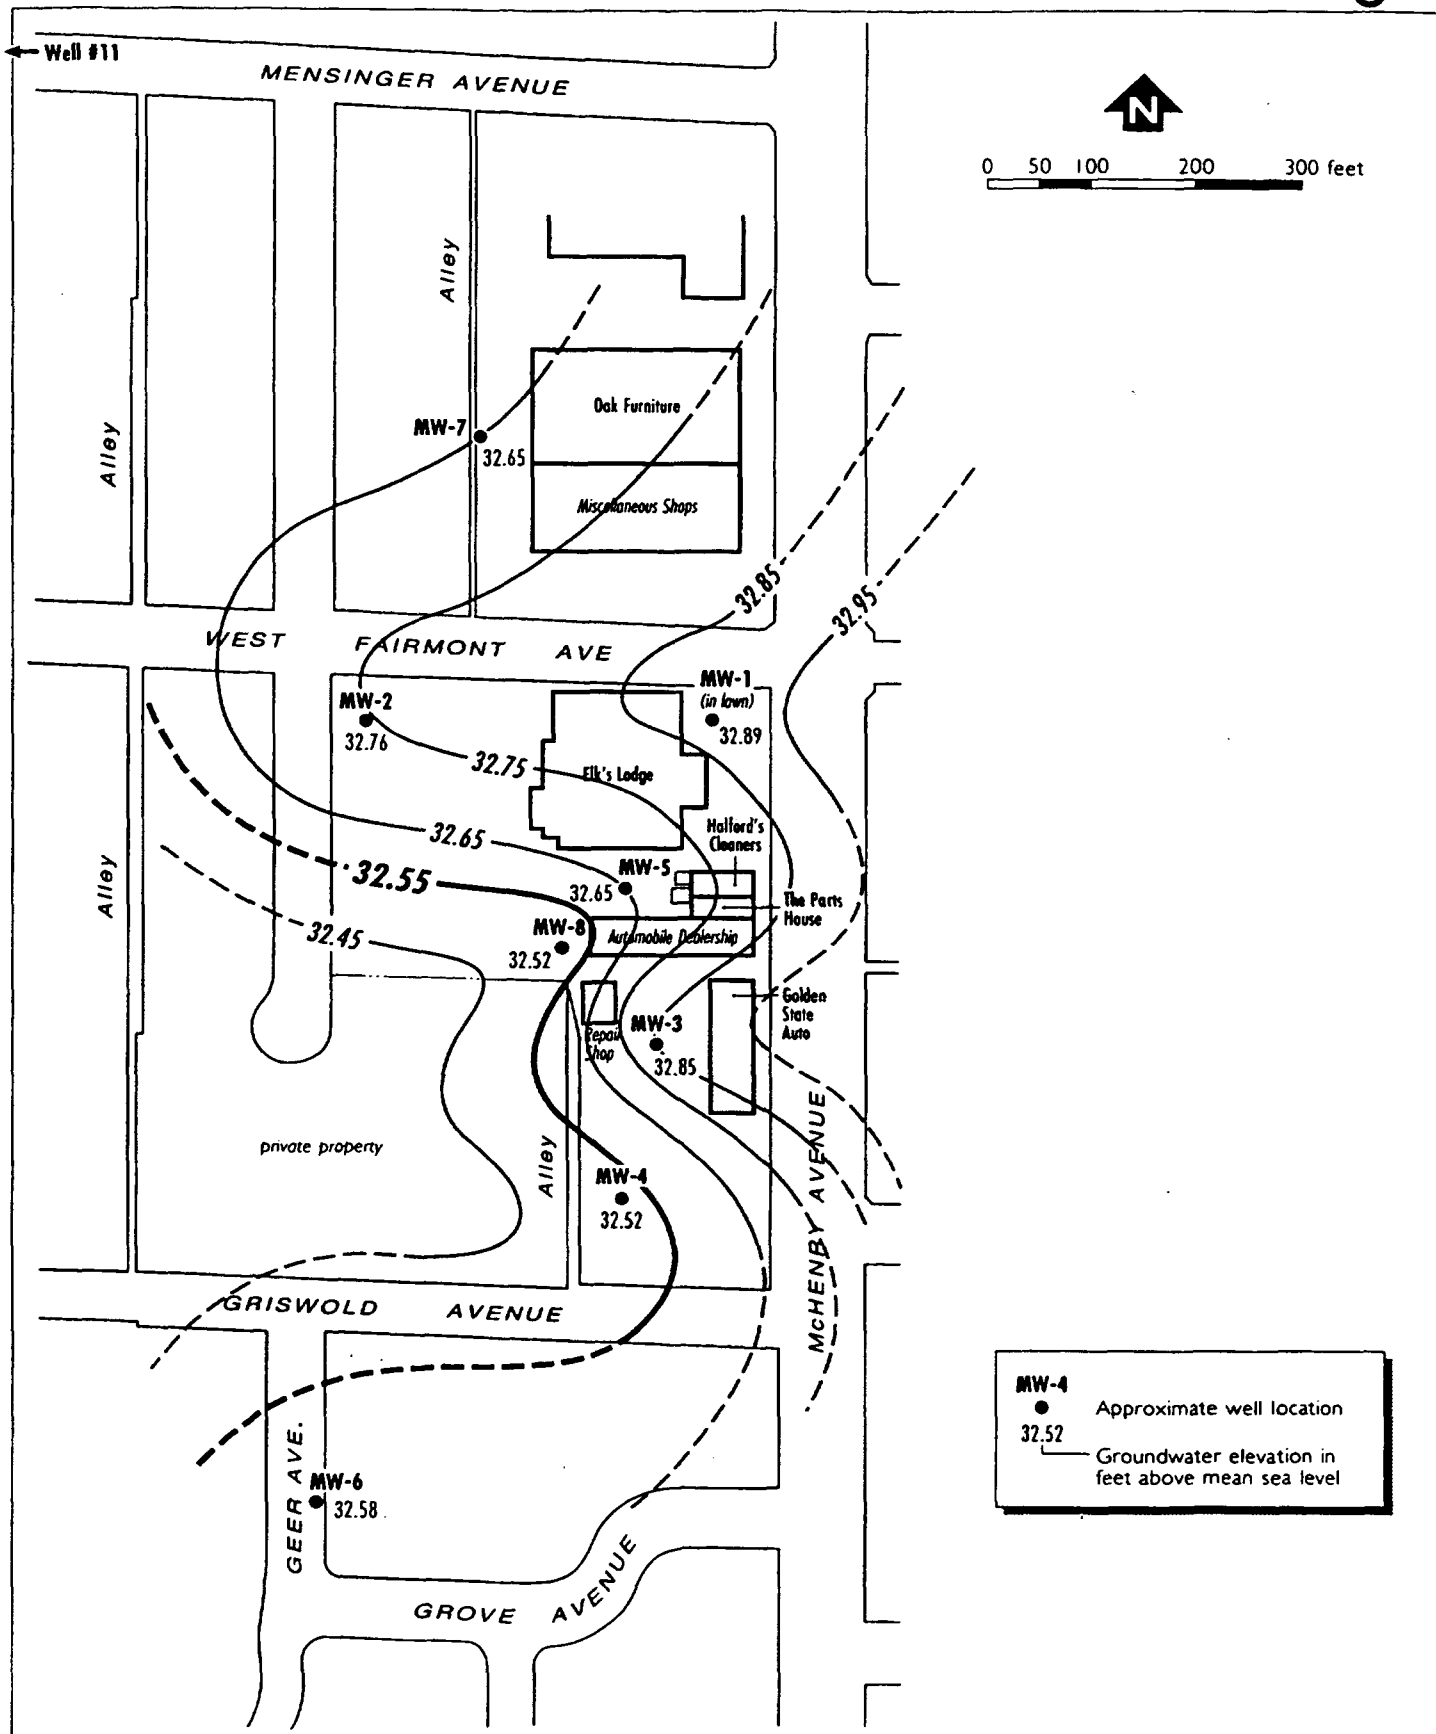 Well #11
MENSINGER AVENUE
N
0 50 100 200 300 feet
Alley
Oak Furniture
MW-7
32.65
Alley
Miscellaneous Shops
32.85
32.95
WEST FAIRMONT AVE
MW-1
(in lawn)
32.89
MW-2
32.76
32.75
Elk's Lodge
32.65
Halford's
Cleaners
MW-5
32.65
32.55
Alley
The Parts
House
MW-8
32.52
Automobile Dealership
32.45
Golden
State
Auto
MW-3
32.85
Repair
Shop
private property
Alley
MW-4
32.52
McHENBY AVENUE
GRISWOLD AVENUE
MW-4
32.52
Approximate well location
Groundwater elevation in
feet above mean sea level
GEER AVE.
MW-6
32.58
GROVE AVENUE